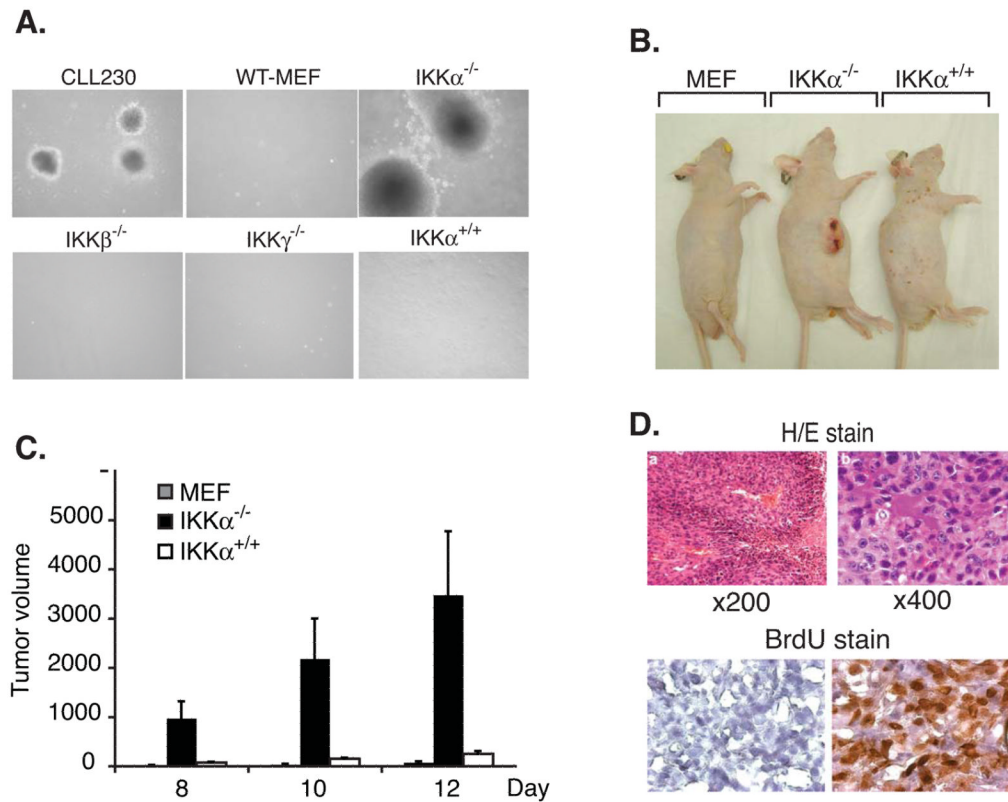 A.
CLL230 WT-MEF IKKα-/-
IKKβ-/- IKKγ-/- IKKα+/+
B.
MEF IKKα-/- IKKα+/+
C.
MEF
IKKα-/-
IKKα+/+
Tumor volume
5000
4000
3000
2000
1000
0
8 10 12 Day
D.
H/E stain
a b
x200 x400
BrdU stain